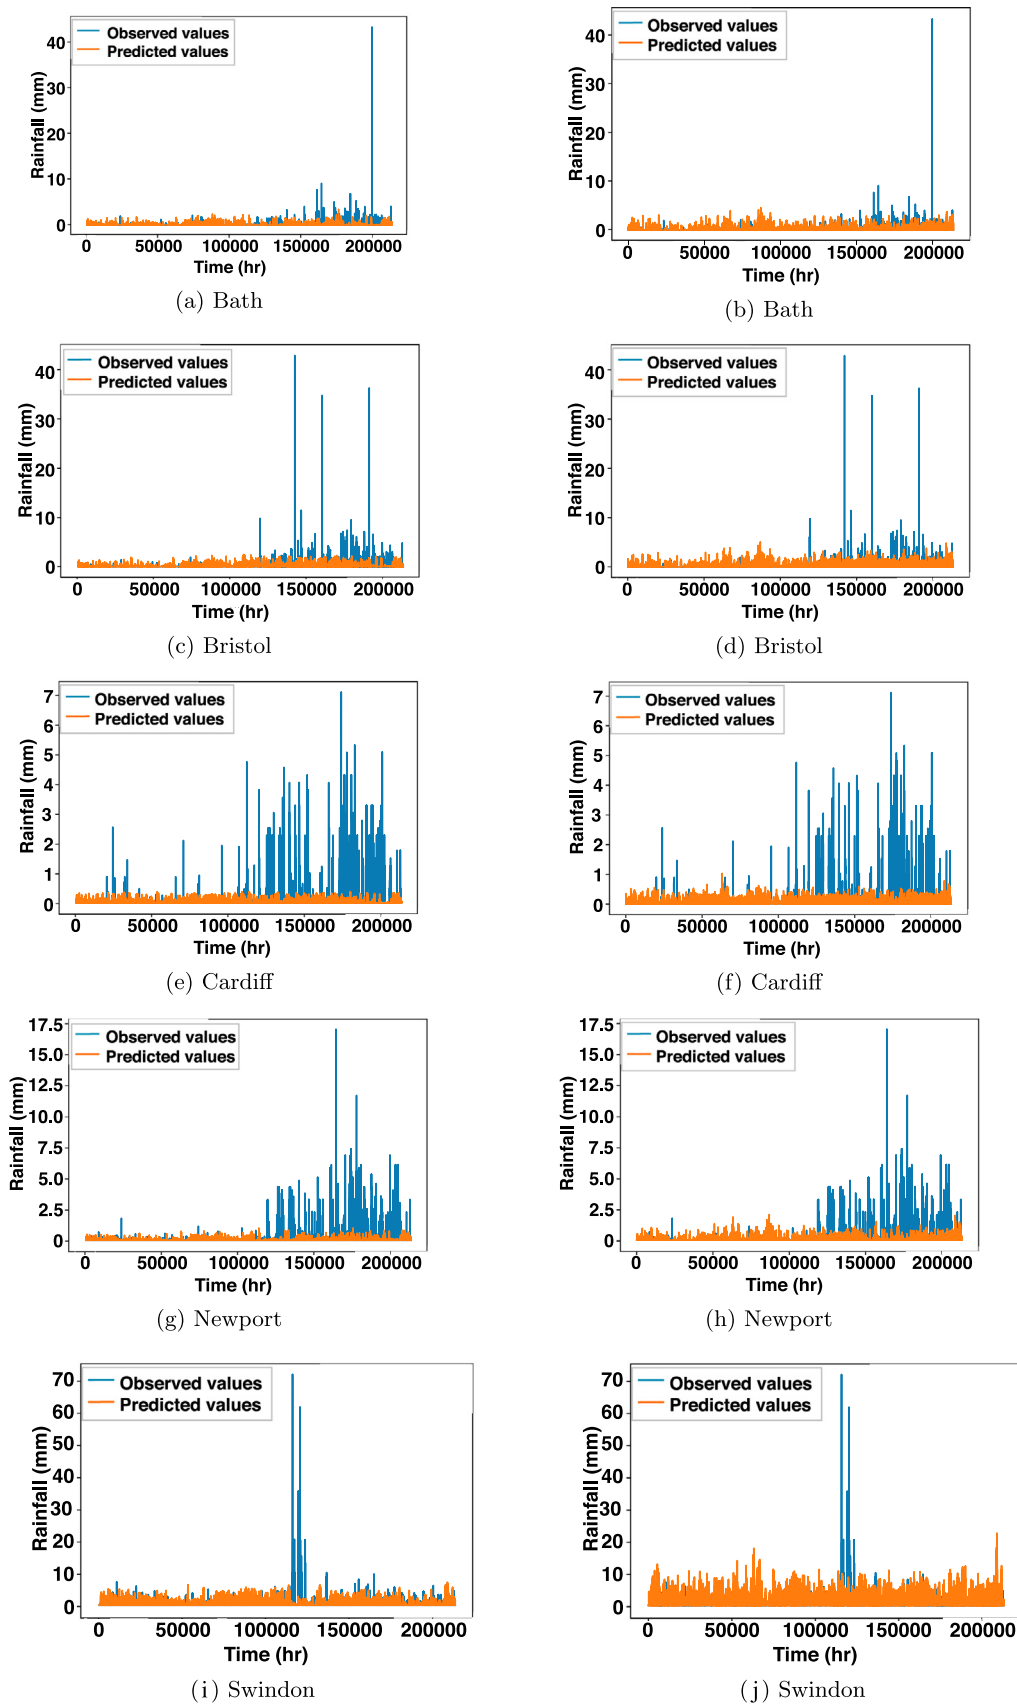 Observed values
Predicted values
Rainfall (mm)
40
30
20
10
0
0 50000 100000 150000 200000
Time (hr)
(a) Bath
Observed values
Predicted values
Rainfall (mm)
40
30
20
10
0
0 50000 100000 150000 200000
Time (hr)
(b) Bath
Observed values
Predicted values
Rainfall (mm)
40
30
20
10
0
0 50000 100000 150000 200000
Time (hr)
(c) Bristol
Observed values
Predicted values
Rainfall (mm)
40
30
20
10
0
0 50000 100000 150000 200000
Time (hr)
(d) Bristol
Observed values
Predicted values
Rainfall (mm)
7
6
5
4
3
2
1
0
0 50000 100000 150000 200000
Time (hr)
(e) Cardiff
Observed values
Predicted values
Rainfall (mm)
7
6
5
4
3
2
1
0
0 50000 100000 150000 200000
Time (hr)
(f) Cardiff
Observed values
Predicted values
Rainfall (mm)
17.5
15.0
12.5
10.0
7.5
5.0
2.5
0
0 50000 100000 150000 200000
Time (hr)
(g) Newport
Observed values
Predicted values
Rainfall (mm)
17.5
15.0
12.5
10.0
7.5
5.0
2.5
0
0 50000 100000 150000 200000
Time (hr)
(h) Newport
Observed values
Predicted values
Rainfall (mm)
70
60
50
40
30
20
10
0
0 50000 100000 150000 200000
Time (hr)
(i) Swindon
Observed values
Predicted values
Rainfall (mm)
70
60
50
40
30
20
10
0
0 50000 100000 150000 200000
Time (hr)
(j) Swindon